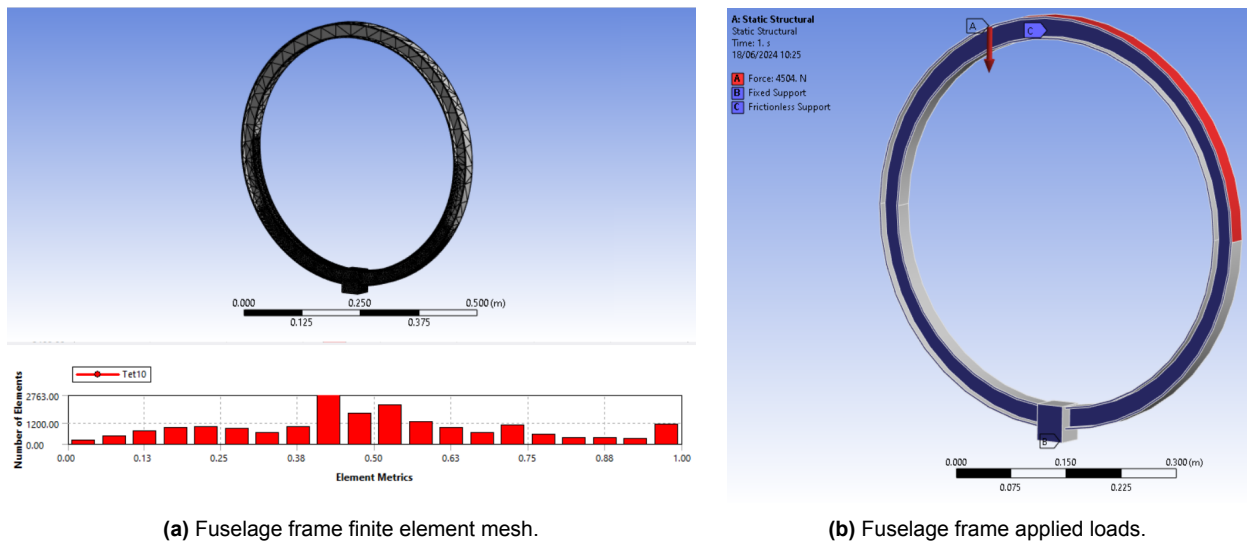 0.000
0.250
0.500 (m)
0.125
0.375
Tet10
Number of Elements
2763.00
1200.00
0.00
0.00
0.13
0.25
0.38
0.50
0.63
0.75
0.88
1.00
Element Metrics
(a) Fuselage frame finite element mesh.
A: Static Structural
Static Structural
Time: 1. s
18/06/2024 10:25
A Force: 4504. N
B Fixed Support
C Frictionless Support
A
C
B
0.000
0.150
0.300 (m)
0.075
0.225
(b) Fuselage frame applied loads.